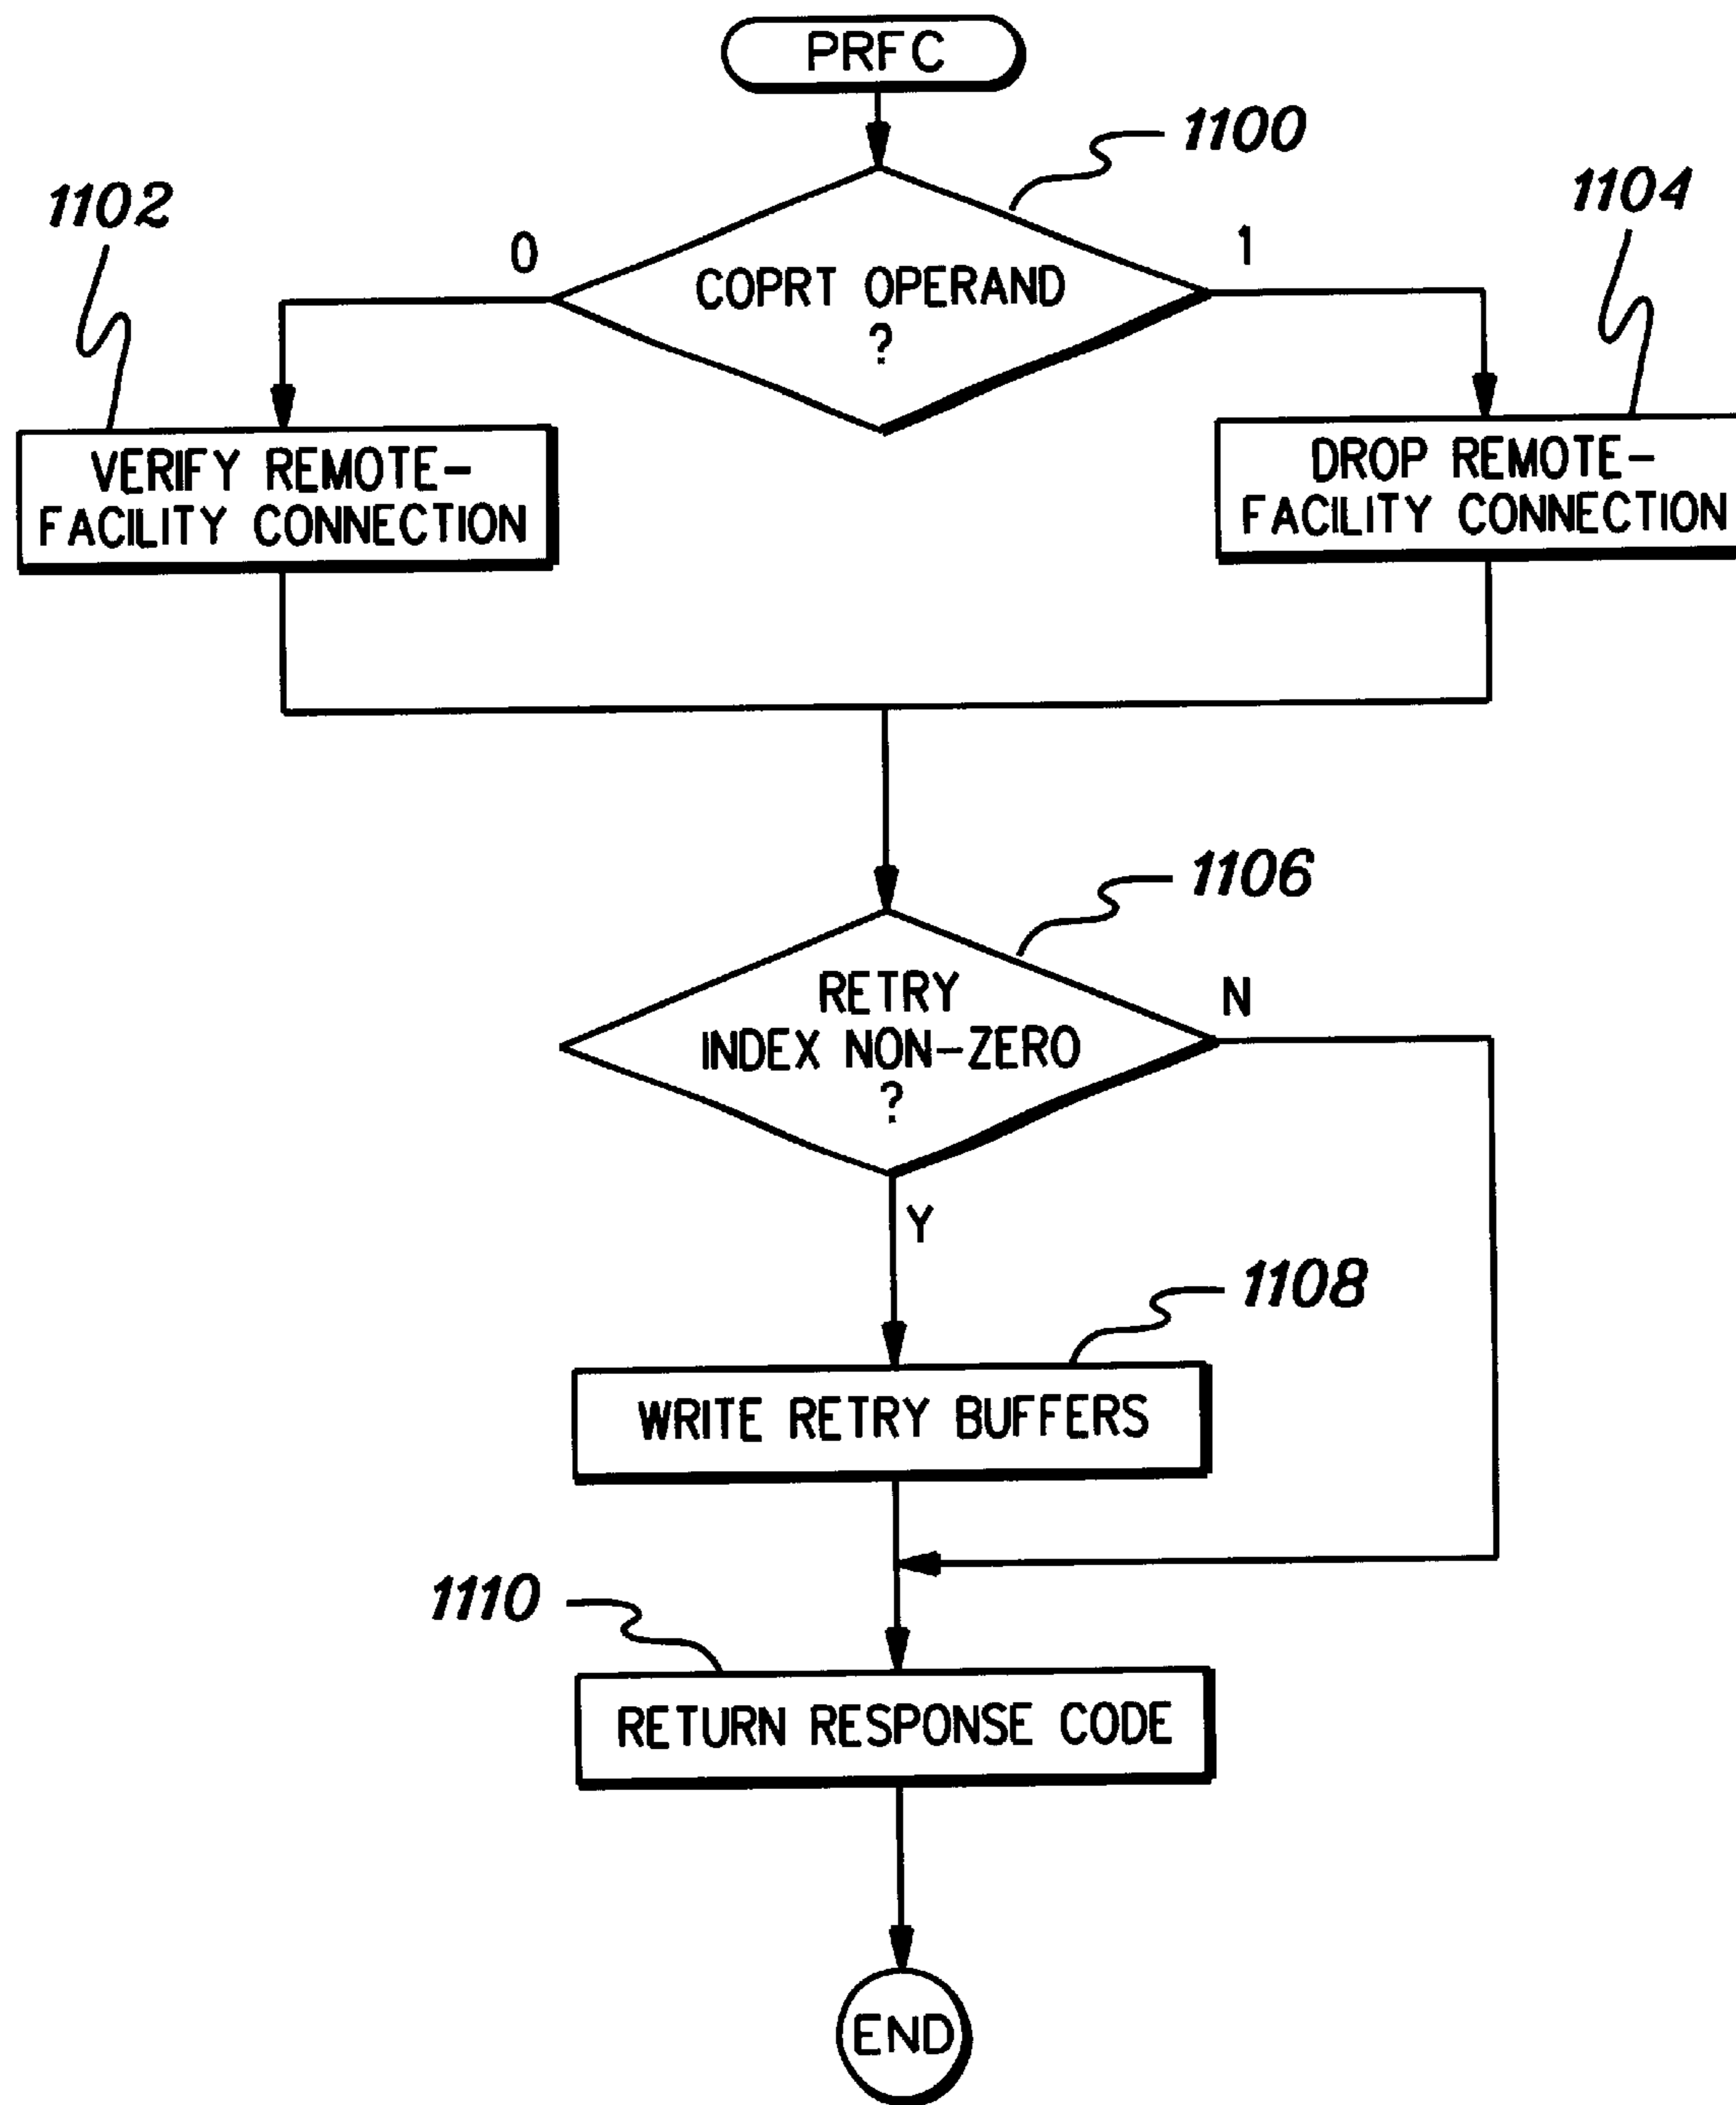 PRFC
1100
1102
0
1
1104
COPRT OPERAND
?
VERIFY REMOTE-
FACILITY CONNECTION
DROP REMOTE-
FACILITY CONNECTION
1106
RETRY
INDEX NON-ZERO
?
N
Y
1108
WRITE RETRY BUFFERS
1110
RETURN RESPONSE CODE
END